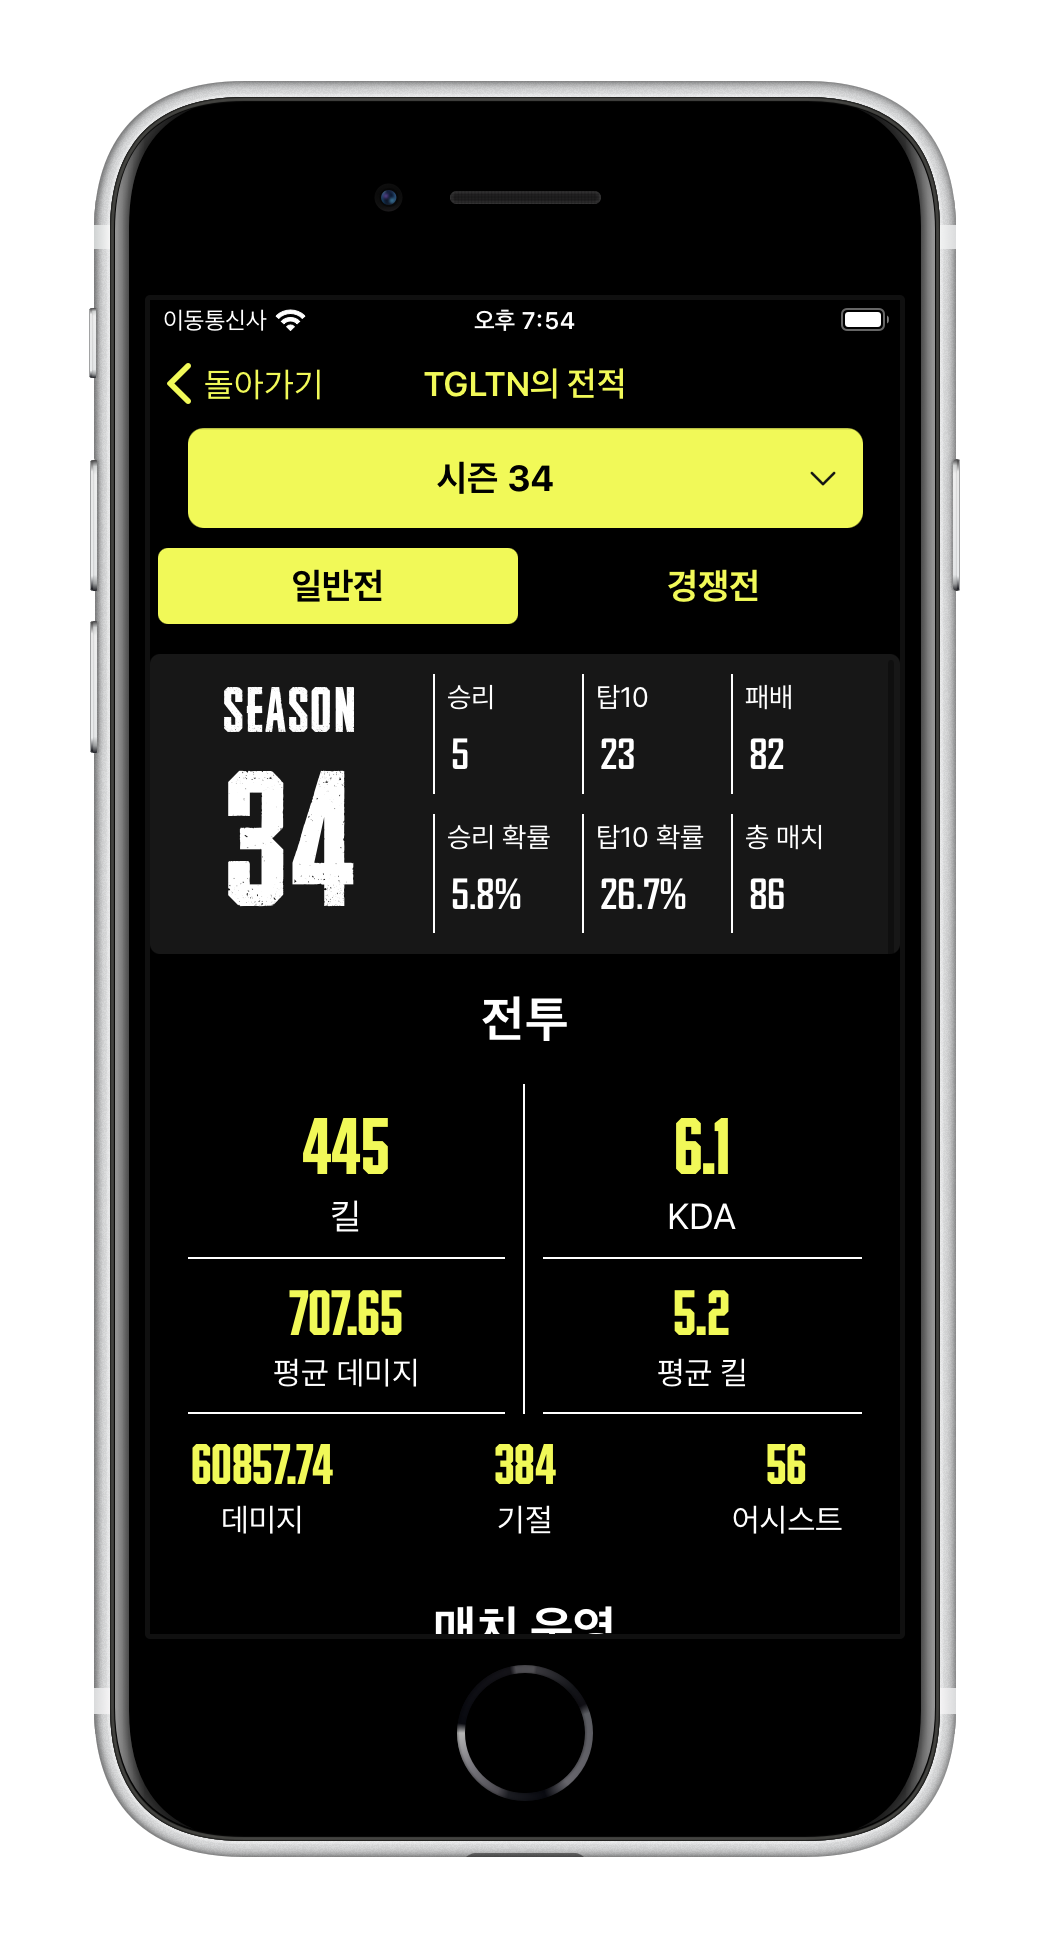 이동통신사 오후 7:54
돌아가기 TGLTN의 전적
시즌 34
일반전 경쟁전
SEASON
34
승리 탑10 패배
5 23 82
승리 확률 탑10 확률 총 매치
5.8% 26.7% 86
전투
445 6.1
킬 KDA
707.65 5.2
평균 데미지 평균 킬
60857.74 384 56
데미지 기절 어시스트
매치 운영